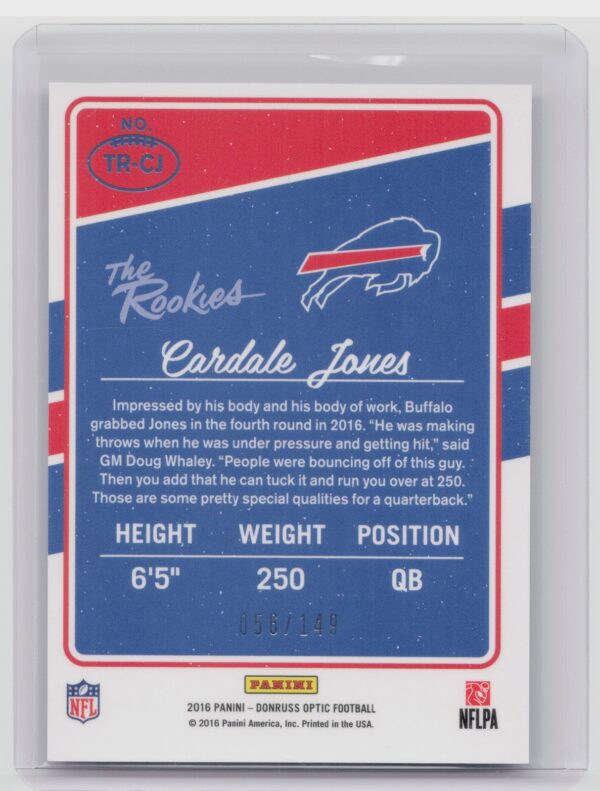 NO.
TR-CJ
The
Rookies
Cardale Jones
Impressed by his body and his body of work, Buffalo
grabbed Jones in the fourth round in 2016. “He was making
throws when he was under pressure and getting hit,” said
GM Doug Whaley. “People were bouncing off of this guy.
Then you add that he can tuck it and run you over at 250.
Those are some pretty special qualities for a quarterback.”
HEIGHT WEIGHT POSITION
6'5" 250 QB
056/149
PANINI
NFL
2016 PANINI – DONRUSS OPTIC FOOTBALL
© 2016 Panini America, Inc. Printed in the USA.
NFLPA